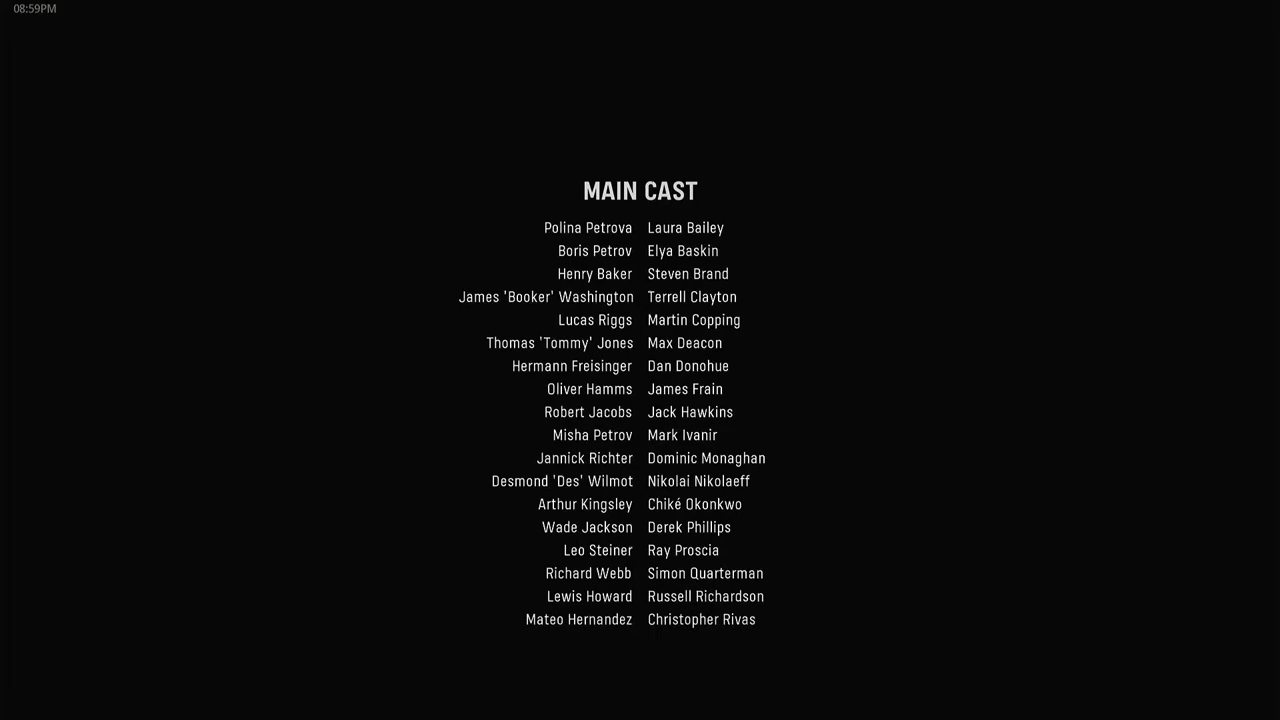 08:59PM
MAIN CAST
Polina Petrova Laura Bailey
Boris Petrov Elya Baskin
Henry Baker Steven Brand
James 'Booker' Washington Terrell Clayton
Lucas Riggs Martin Copping
Thomas 'Tommy' Jones Max Deacon
Hermann Freisinger Dan Donohue
Oliver Hamms James Frain
Robert Jacobs Jack Hawkins
Misha Petrov Mark Ivanir
Jannick Richter Dominic Monaghan
Desmond 'Des' Wilmot Nikolai Nikolaeff
Arthur Kingsley Chiké Okonkwo
Wade Jackson Derek Phillips
Leo Steiner Ray Proscia
Richard Webb Simon Quarterman
Lewis Howard Russell Richardson
Mateo Hernandez Christopher Rivas